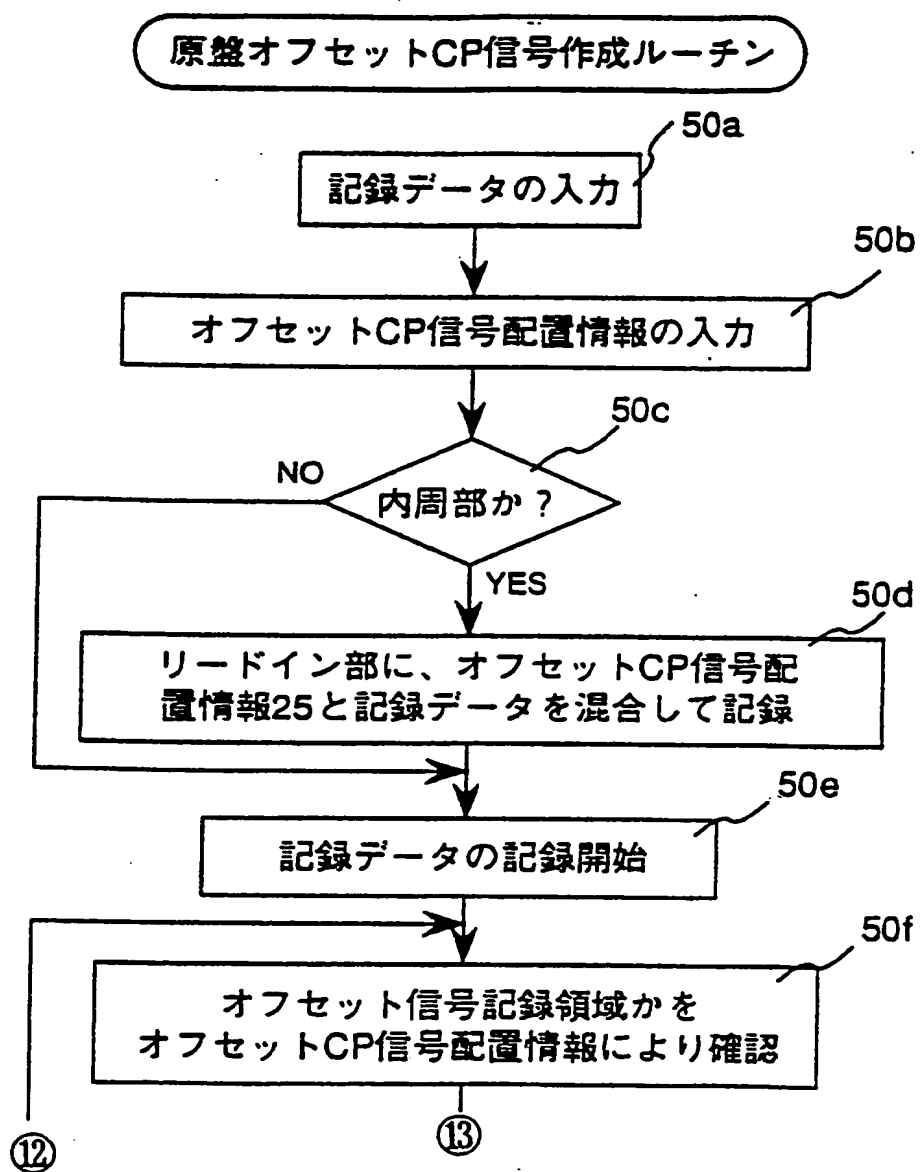 原盤オフセットCP信号作成ルーチン
50a
記録データの入力
50b
オフセットCP信号配置情報の入力
50c
NO
内周部か？
YES
50d
リードイン部に、オフセットCP信号配
置情報25と記録データを混合して記録
50e
記録データの記録開始
50f
オフセット信号記録領域かを
オフセットCP信号配置情報により確認
⑫
⑬